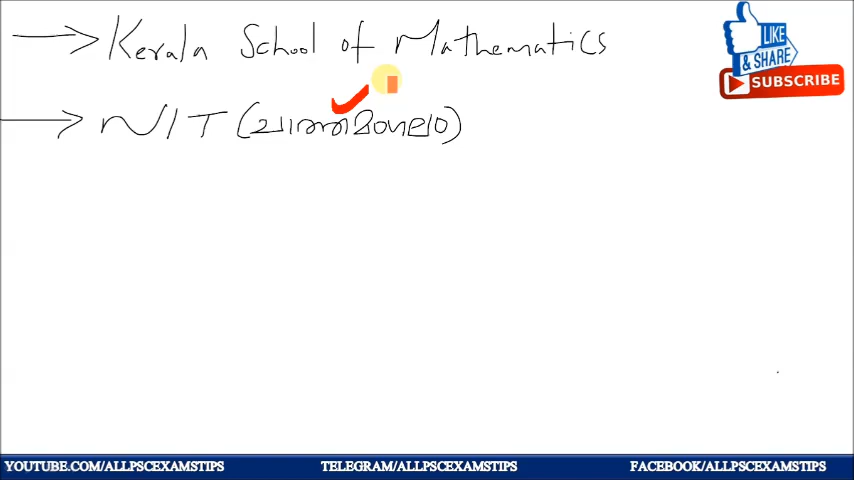 Kerala School of Mathematics
LIKE
& SHARE
SUBSCRIBE
NIT (ചാത്തമംഗലം)
YOUTUBE.COM/ALLPSCEXAMSTIPS
TELEGRAM/ALLPSCEXAMSTIPS
FACEBOOK/ALLPSCEXAMSTIPS